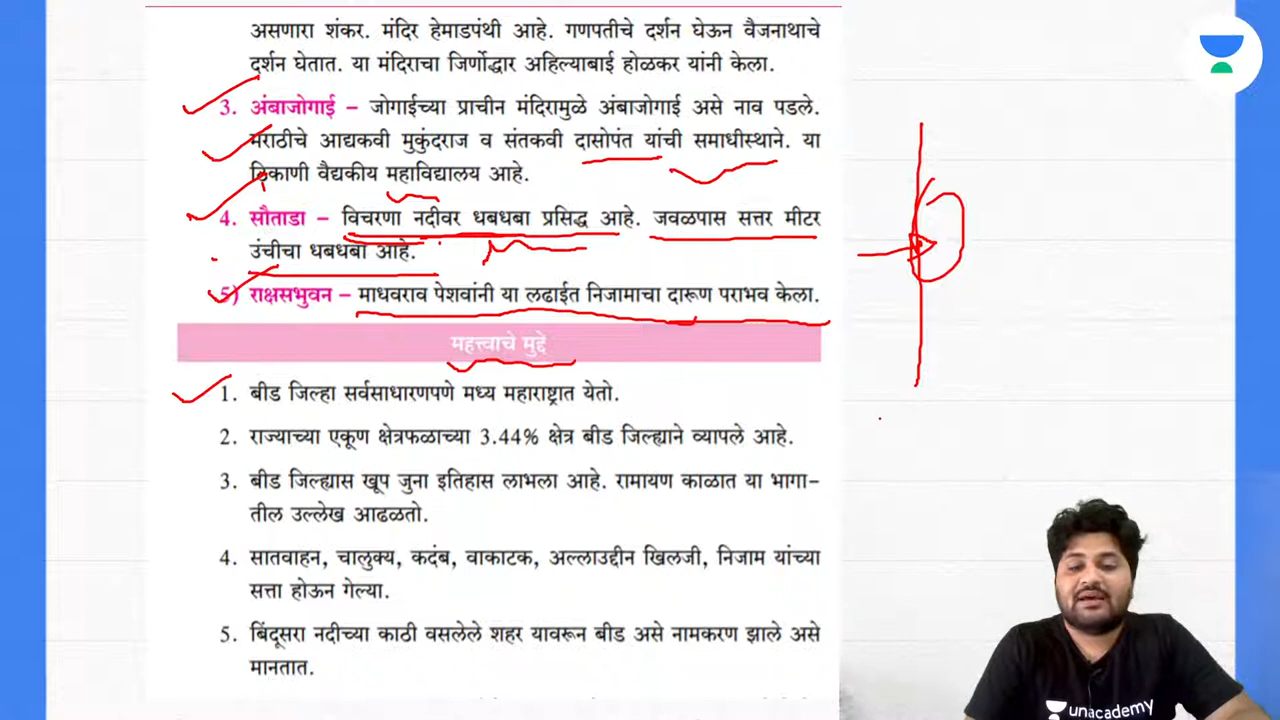 असणारा शंकर. मंदिर हेमाडपंथी आहे. गणपतीचे दर्शन घेऊन वैजनाथाचे
दर्शन घेतात. या मंदिराचा जिर्णोद्धार अहिल्याबाई होळकर यांनी केला.
3. अंबाजोगाई – जोगाईच्या प्राचीन मंदिरामुळे अंबाजोगाई असे नाव पडले.
मराठीचे आद्यकवी मुकुंदराज व संतकवी दासोपंत यांची समाधीस्थाने. या
ठिकाणी वैद्यकीय महाविद्यालय आहे.
4. सौताडा – विचरणा नदीवर धबधबा प्रसिद्ध आहे. जवळपास सत्तर मीटर
उंचीचा धबधबा आहे.
5) राक्षसभुवन – माधवराव पेशवांनी या लढाईत निजामाचा दारूण पराभव केला.
महत्त्वाचे मुद्दे
1. बीड जिल्हा सर्वसाधारणपणे मध्य महाराष्ट्रात येतो.
2. राज्याच्या एकूण क्षेत्रफळाच्या 3.44% क्षेत्र बीड जिल्ह्याने व्यापले आहे.
3. बीड जिल्ह्यास खूप जुना इतिहास लाभला आहे. रामायण काळात या भागा–
तील उल्लेख आढळतो.
4. सातवाहन, चालुक्य, कदंब, वाकाटक, अल्लाउद्दीन खिलजी, निजाम यांच्या
सत्ता होऊन गेल्या.
5. बिंदूसरा नदीच्या काठी वसलेले शहर यावरून बीड असे नामकरण झाले असे
मानतात.
unacademy